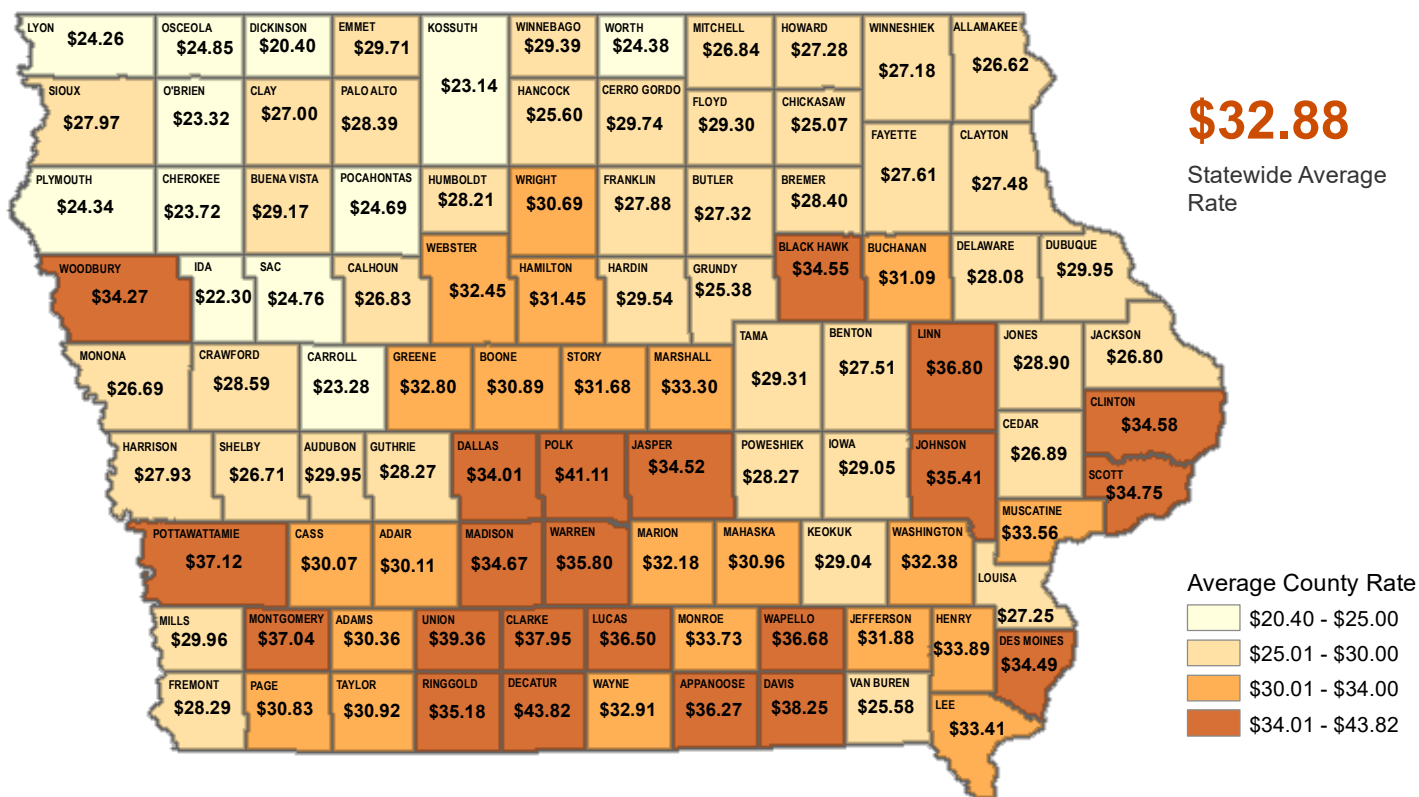 LYON
$24.26
OSCEOLA
$24.85
DICKINSON
$20.40
EMMET
$29.71
KOSSUTH
$23.14
WINNEBAGO
$29.39
WORTH
$24.38
MITCHELL
$26.84
HOWARD
$27.28
WINNESHIEK
$27.18
ALLAMAKEE
$26.62
SIOUX
$27.97
O'BRIEN
$23.32
CLAY
$27.00
PALO ALTO
$28.39
HANCOCK
$25.60
CERRO GORDO
$29.74
FLOYD
$29.30
CHICKASAW
$25.07
FAYETTE
$27.61
CLAYTON
$27.48
PLYMOUTH
$24.34
CHEROKEE
$23.72
BUENA VISTA
$29.17
POCAHONTAS
$24.69
HUMBOLDT
$28.21
WRIGHT
$30.69
FRANKLIN
$27.88
BUTLER
$27.32
BREMER
$28.40
WOODBURY
$34.27
IDA
$22.30
SAC
$24.76
CALHOUN
$26.83
WEBSTER
$32.45
HAMILTON
$31.45
HARDIN
$29.54
GRUNDY
$25.38
BLACK HAWK
$34.55
BUCHANAN
$31.09
DELAWARE
$28.08
DUBUQUE
$29.95
MONONA
$26.69
CRAWFORD
$28.59
CARROLL
$23.28
GREENE
$32.80
BOONE
$30.89
STORY
$31.68
MARSHALL
$33.30
TAMA
$29.31
BENTON
$27.51
LINN
$36.80
JONES
$28.90
JACKSON
$26.80
CLINTON
$34.58
HARRISON
$27.93
SHELBY
$26.71
AUDUBON
$29.95
GUTHRIE
$28.27
DALLAS
$34.01
POLK
$41.11
JASPER
$34.52
POWESHIEK
$28.27
IOWA
$29.05
JOHNSON
$35.41
CEDAR
$26.89
SCOTT
$34.75
MUSCATINE
$33.56
POTTAWATTAMIE
$37.12
CASS
$30.07
ADAIR
$30.11
MADISON
$34.67
WARREN
$35.80
MARION
$32.18
MAHASKA
$30.96
KEOKUK
$29.04
WASHINGTON
$32.38
LOUISA
$27.25
MILLS
$29.96
MONTGOMERY
$37.04
ADAMS
$30.36
UNION
$39.36
CLARKE
$37.95
LUCAS
$36.50
MONROE
$33.73
WAPELLO
$36.68
JEFFERSON
$31.88
HENRY
$33.89
DES MOINES
$34.49
FREMONT
$28.29
PAGE
$30.83
TAYLOR
$30.92
RINGGOLD
$35.18
DECATUR
$43.82
WAYNE
$32.91
APPANOOSE
$36.27
DAVIS
$38.25
VAN BUREN
$25.58
LEE
$33.41
$32.88
Statewide Average
Rate
Average County Rate
$20.40 - $25.00
$25.01 - $30.00
$30.01 - $34.00
$34.01 - $43.82